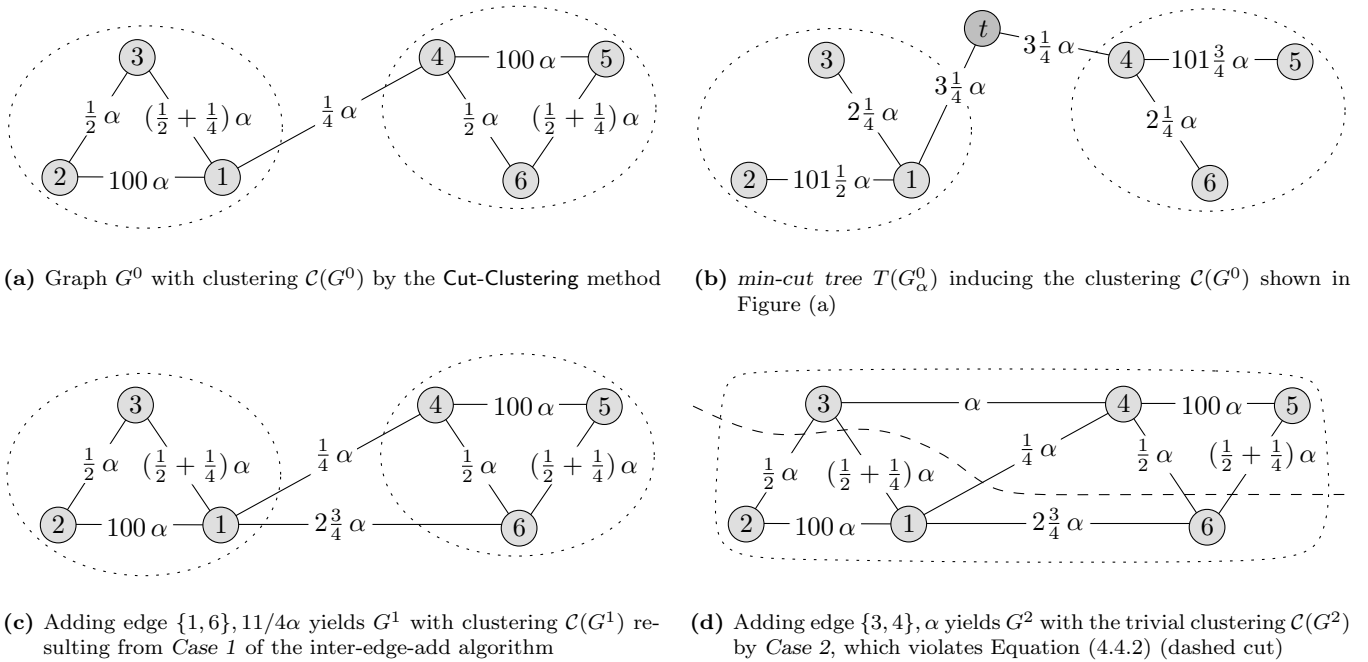 3
4
100 α
5
1/2 α
(1/2 + 1/4) α
1/4 α
1/2 α
(1/2 + 1/4) α
2
100 α
1
6
t
3
3 1/4 α
4
101 3/4 α
5
2 1/4 α
3 1/4 α
2 1/4 α
2
101 1/2 α
1
6
(a) Graph G^0 with clustering C(G^0) by the Cut-Clustering method
(b) min-cut tree T(G^0_α) inducing the clustering C(G^0) shown in
Figure (a)
3
4
100 α
5
1/2 α
(1/2 + 1/4) α
1/4 α
1/2 α
(1/2 + 1/4) α
2
100 α
1
2 3/4 α
6
3
α
4
100 α
5
1/2 α
(1/2 + 1/4) α
1/4 α
1/2 α
(1/2 + 1/4) α
2
100 α
1
2 3/4 α
6
(c) Adding edge {1, 6}, 11/4α yields G^1 with clustering C(G^1) re-
sulting from Case 1 of the inter-edge-add algorithm
(d) Adding edge {3, 4}, α yields G^2 with the trivial clustering C(G^2)
by Case 2, which violates Equation (4.4.2) (dashed cut)